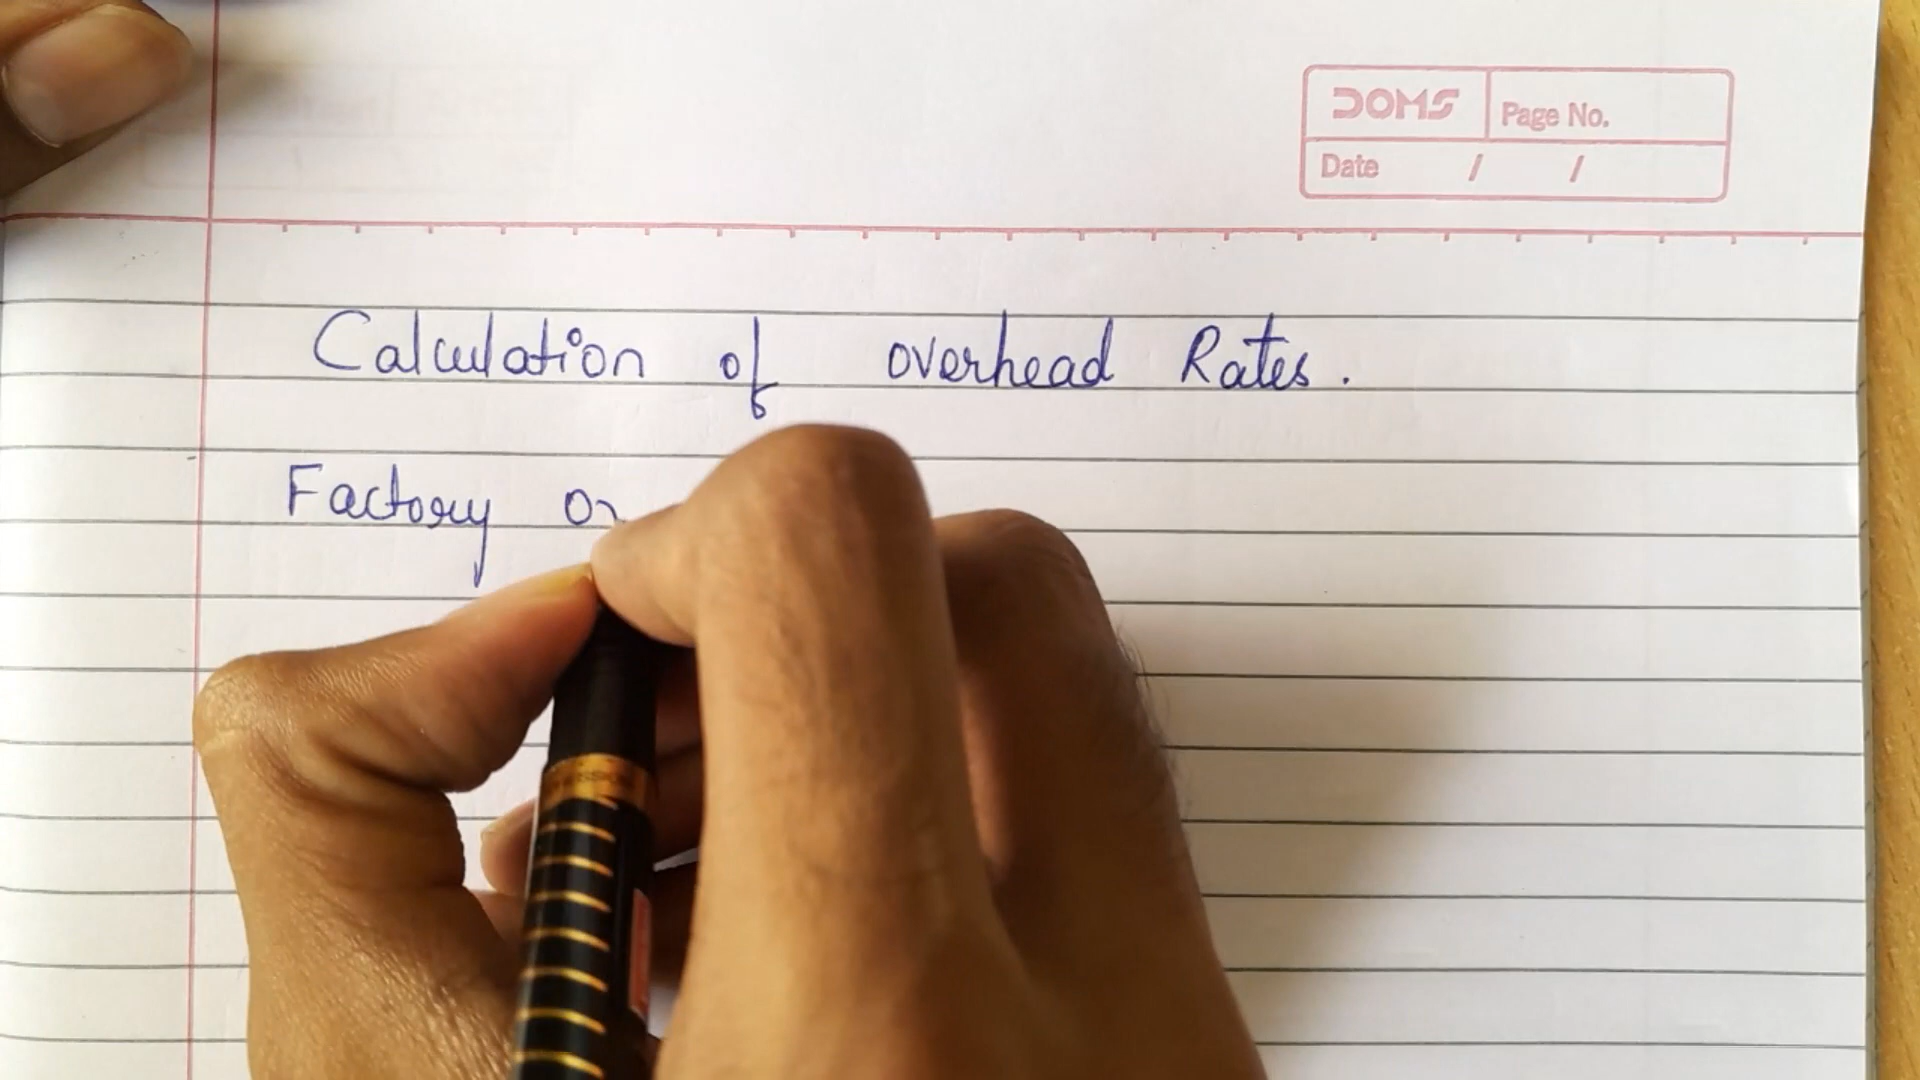 DOMS Page No.
Date / /
Calculation of overhead Rates.
Factory